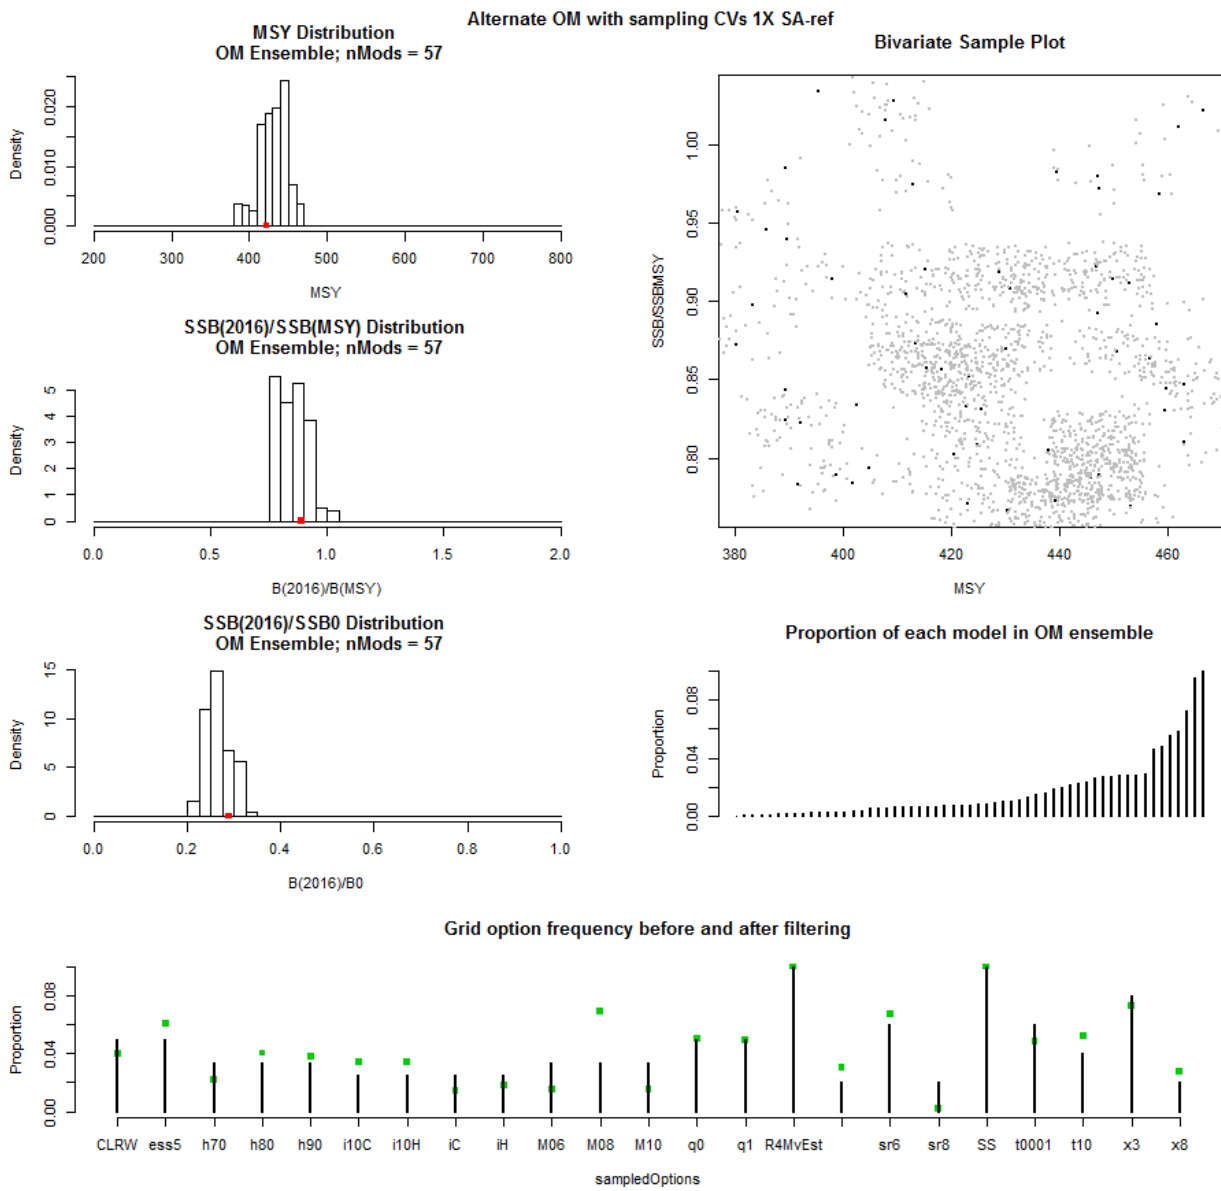 Alternate OM with sampling CVs 1X SA-ref
MSY Distribution
OM Ensemble; nMods = 57
Density
0.000 0.010 0.020
200 300 400 500 600 700 800
MSY
Bivariate Sample Plot
SSB/SSBMSY
0.80 0.85 0.90 0.95 1.00
380 400 420 440 460
MSY
SSB(2016)/SSB(MSY) Distribution
OM Ensemble; nMods = 57
Density
0 1 2 3 4 5
0.0 0.5 1.0 1.5 2.0
B(2016)/B(MSY)
SSB(2016)/SSB0 Distribution
OM Ensemble; nMods = 57
Density
0 5 10 15
0.0 0.2 0.4 0.6 0.8 1.0
B(2016)/B0
Proportion of each model in OM ensemble
Proportion
0.00 0.04 0.08
Grid option frequency before and after filtering
Proportion
0.00 0.04 0.08
CLRW ess5 h70 h80 h90 i10C i10H iC iH M06 M08 M10 q0 q1 R4MvEst sr6 sr8 SS t0001 t10 x3 x8
sampledOptions